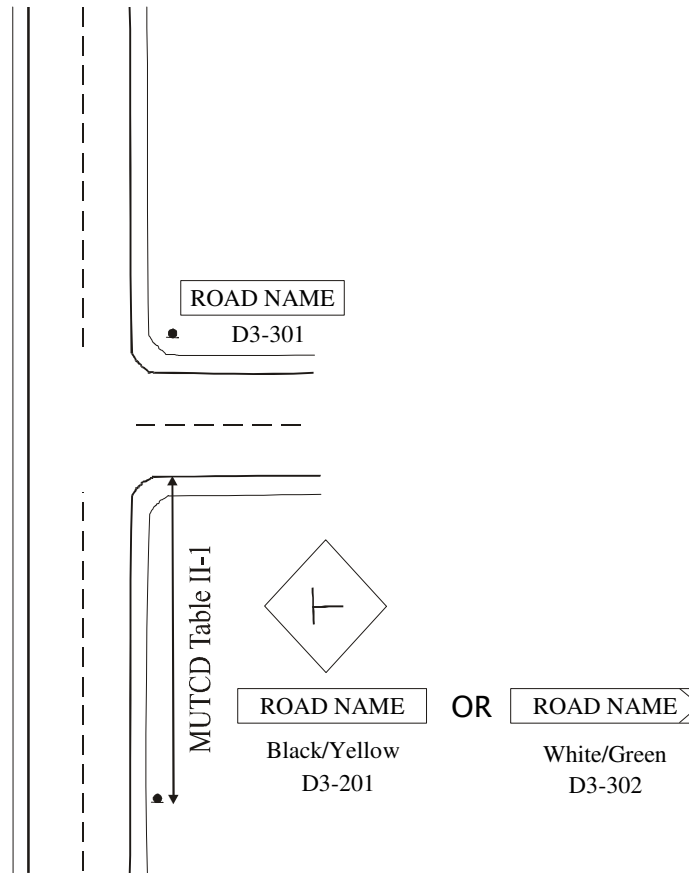 ROAD NAME
D3-301
MUTCD Table II-1
ROAD NAME
Black/Yellow
D3-201
OR
ROAD NAME
White/Green
D3-302